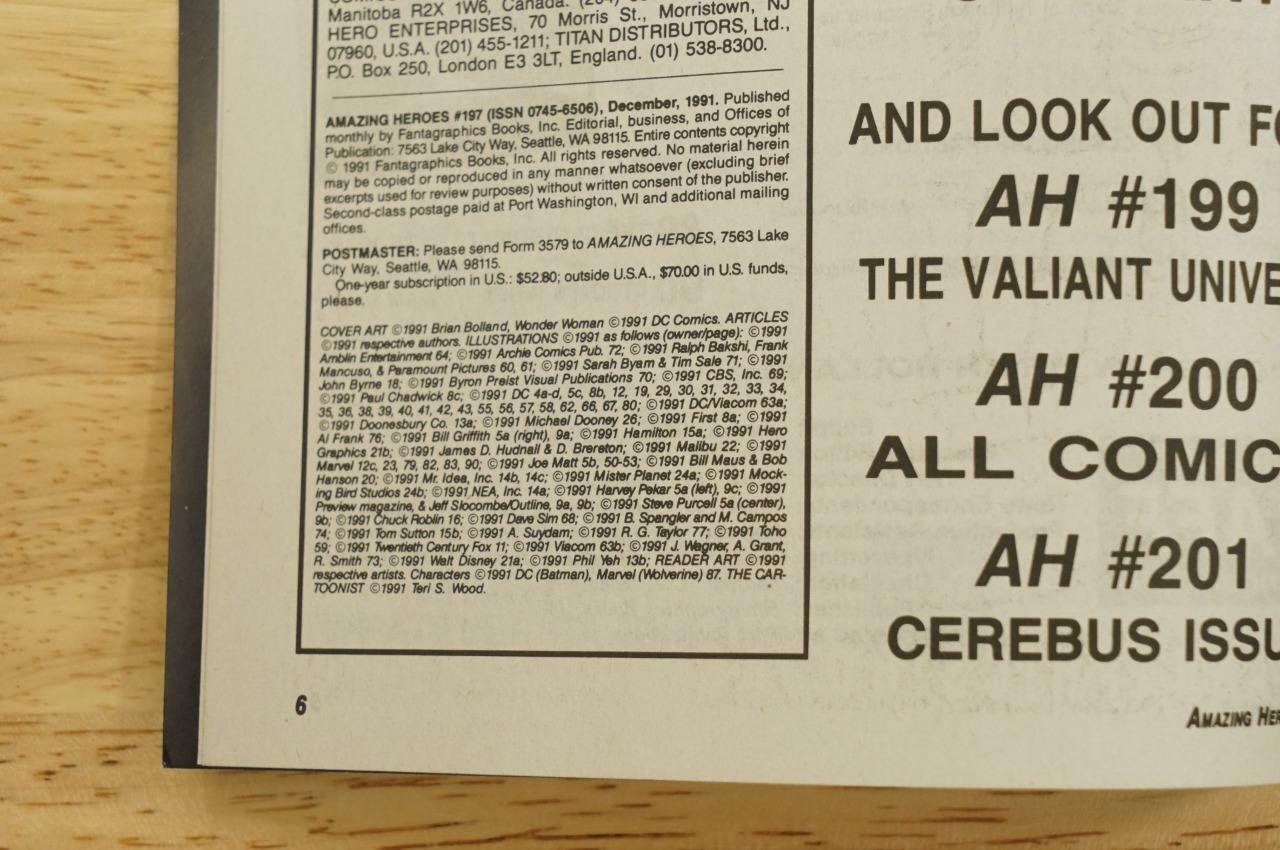 Manitoba R2X 1W6, Canada. (204)
HERO ENTERPRISES, 70 Morris St., Morristown, NJ
07960, U.S.A. (201) 455-1211; TITAN DISTRIBUTORS, Ltd.,
P.O. Box 250, London E3 3LT, England. (01) 538-8300.
AMAZING HEROES #197 (ISSN 0745-6506), December, 1991. Published
monthly by Fantagraphics Books, Inc. Editorial, business, and Offices of
Publication: 7563 Lake City Way, Seattle, WA 98115. Entire contents copyright
© 1991 Fantagraphics Books, Inc. All rights reserved. No material herein
may be copied or reproduced in any manner whatsoever (excluding brief
excerpts used for review purposes) without written consent of the publisher.
Second-class postage paid at Port Washington, WI and additional mailing
offices.
POSTMASTER: Please send Form 3579 to AMAZING HEROES, 7563 Lake
City Way, Seattle, WA 98115.
One-year subscription in U.S.: $52.80; outside U.S.A., $70.00 in U.S. funds,
please.
COVER ART ©1991 Brian Bolland, Wonder Woman ©1991 DC Comics. ARTICLES
©1991 respective authors. ILLUSTRATIONS ©1991 as follows (owner/page): ©1991
Amblin Entertainment 64; ©1991 Archie Comics Pub. 72; ©1991 Ralph Bakshi, Frank
Mancuso, & Paramount Pictures 60, 61; ©1991 Sarah Byam & Tim Sale 71; ©1991
John Byrne 18; ©1991 Byron Preist Visual Publications 70; ©1991 CBS, Inc. 69;
©1991 Paul Chadwick 8c; ©1991 DC 4a-d, 5c, 8b, 12, 19, 29, 30, 31, 32, 33, 34,
35, 36, 38, 39, 40, 41, 42, 43, 55, 56, 57, 58, 62, 66, 67, 80; ©1991 DC/Viacom 63a;
©1991 Doonesbury Co. 13a; ©1991 Michael Dooney 26; ©1991 First 8a; ©1991
Al Frank 76; ©1991 Bill Griffith 5a (right), 9a; ©1991 Hamilton 15a; ©1991 Hero
Graphics 21b; ©1991 James D. Hudnall & D. Brereton; ©1991 Malibu 22; ©1991
Marvel 12c, 23, 79, 82, 83, 90; ©1991 Joe Matt 5b, 50-53; ©1991 Bill Maus & Bob
Hanson 20; ©1991 Mr. Idea, Inc. 14b, 14c; ©1991 Mister Planet 24a; ©1991 Mock-
ing Bird Studios 24b; ©1991 NEA, Inc. 14a; ©1991 Harvey Pekar 5a (left), 9c; ©1991
Preview magazine, & Jeff Slocombe/Outline, 9a, 9b; ©1991 Steve Purcell 5a (center),
9b; ©1991 Chuck Roblin 16; ©1991 Dave Sim 68; ©1991 B. Spangler and M. Campos
74; ©1991 Tom Sutton 15b; ©1991 A. Suydam; ©1991 R. G. Taylor 77; ©1991 Toho
59; ©1991 Twentieth Century Fox 11; ©1991 Viacom 63b; ©1991 J. Wagner, A. Grant,
R. Smith 73; ©1991 Walt Disney 21a; ©1991 Phil Yeh 13b; READER ART ©1991
respective artists. Characters ©1991 DC (Batman), Marvel (Wolverine) 87. THE CAR-
TOONIST ©1991 Teri S. Wood.
6
AND LOOK OUT
AH #199
THE VALIANT UNIVE
AH #200
ALL COMIC
AH #201
CEREBUS ISSU
AMAZING HER